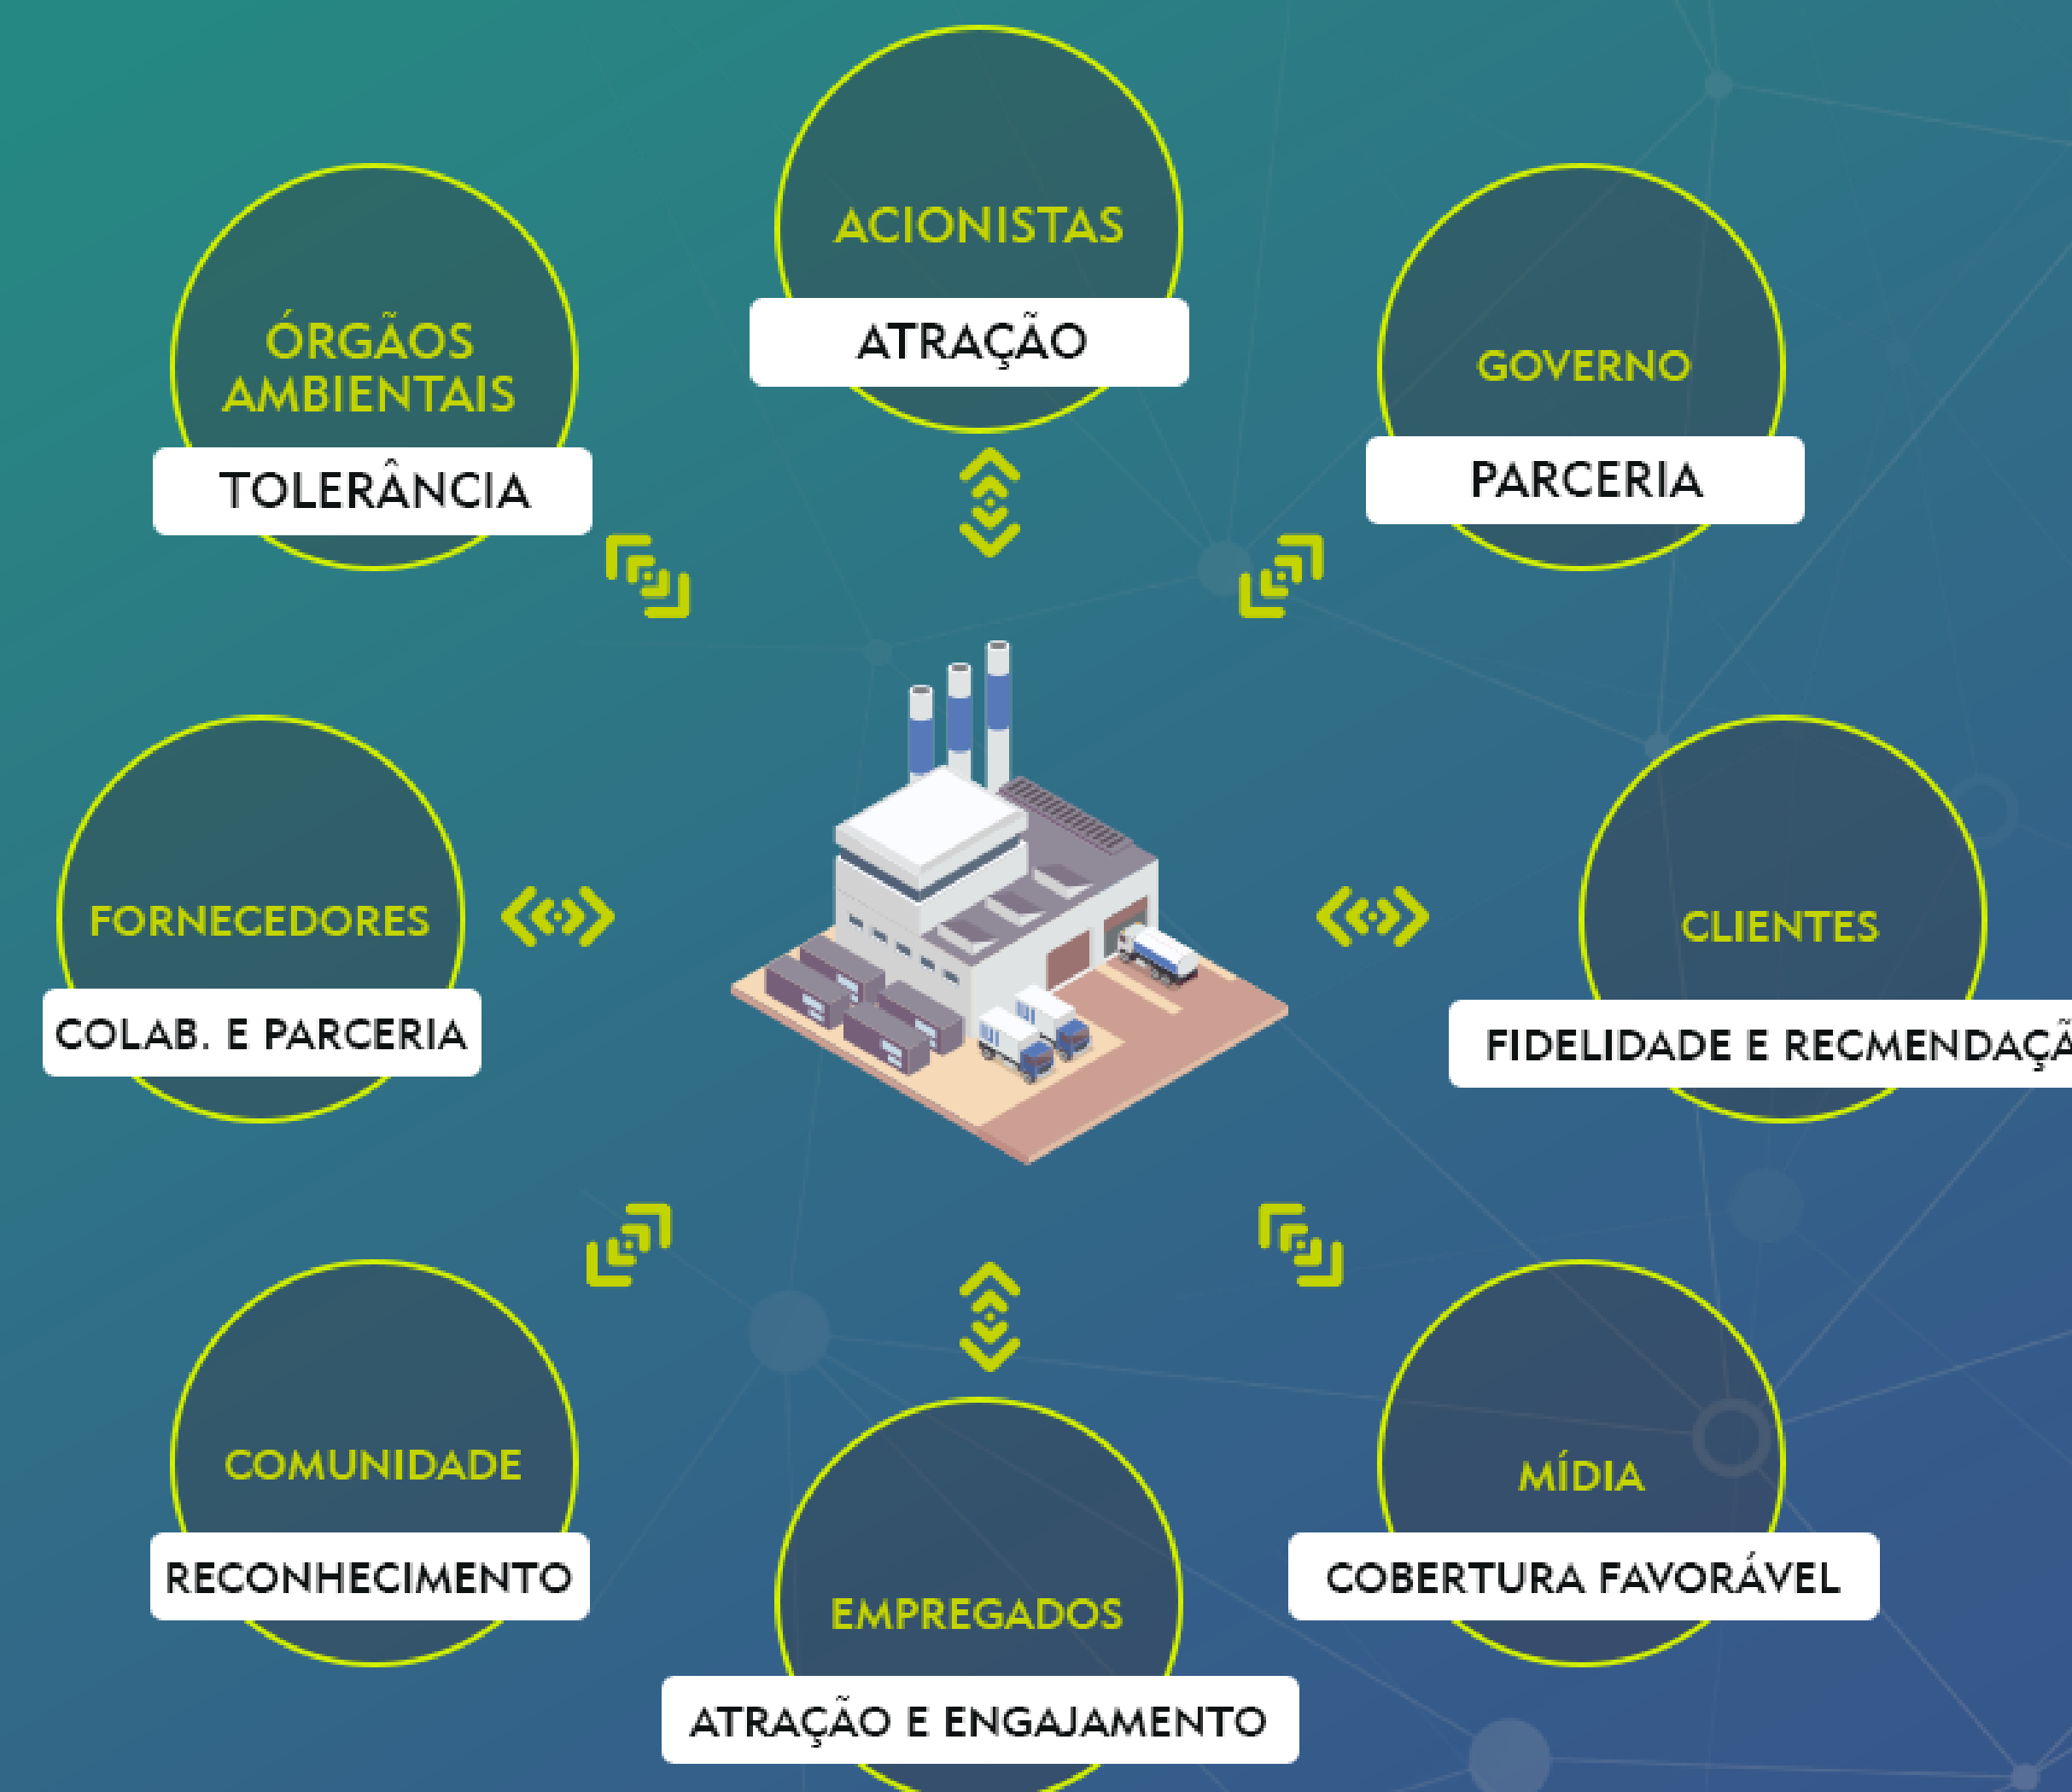 ACIONISTAS
ATRAÇÃO
ÓRGÃOS
AMBIENTAIS
TOLERÂNCIA
GOVERNO
PARCERIA
FORNECEDORES
COLAB. E PARCERIA
CLIENTES
FIDELIDADE E RECMENDAÇÃ
COMUNIDADE
RECONHECIMENTO
MÍDIA
COBERTURA FAVORÁVEL
EMPREGADOS
ATRAÇÃO E ENGAJAMENTO